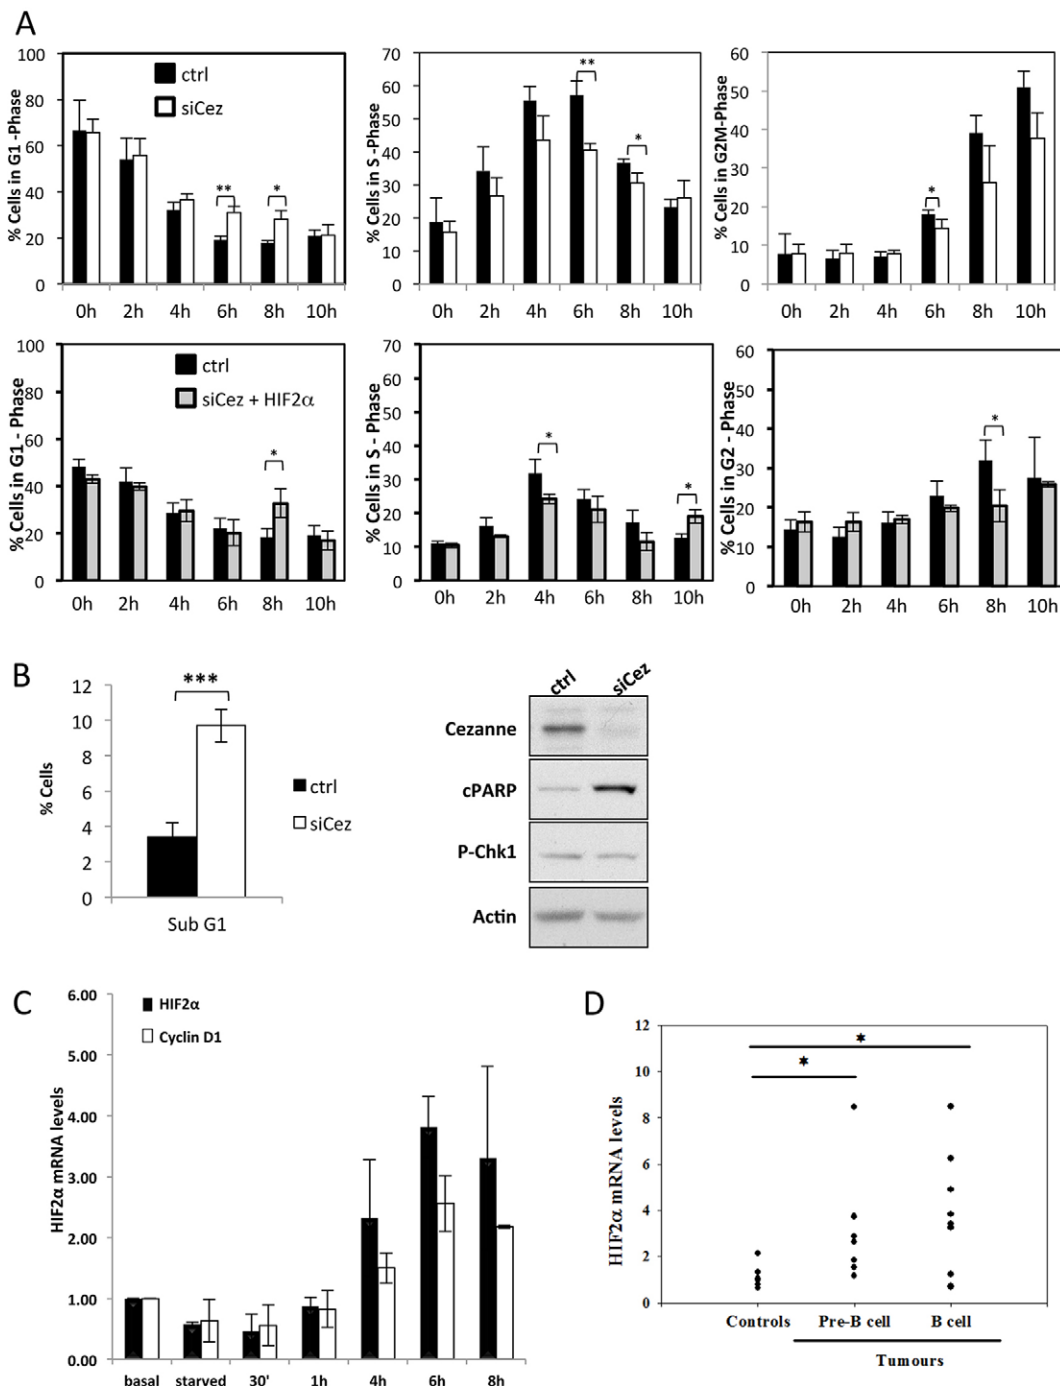 A
% Cells in G1 -Phase
100
80
60
40
20
0
ctrl
siCez
**
*
0h 2h 4h 6h 8h 10h
% Cells in S -Phase
70
60
50
40
30
20
10
0
**
*
0h 2h 4h 6h 8h 10h
% Cells in G2M-Phase
60
50
40
30
20
10
0
*
0h 2h 4h 6h 8h 10h
% Cells in G1 - Phase
100
80
60
40
20
0
ctrl
siCez + HIF2α
*
0h 2h 4h 6h 8h 10h
% Cells in S - Phase
70
60
50
40
30
20
10
0
*
*
0h 2h 4h 6h 8h 10h
% Cells in G2 - Phase
60
50
40
30
20
10
0
*
0h 2h 4h 6h 8h 10h
B
% Cells
12
10
8
6
4
2
0
***
ctrl
siCez
Sub G1
ctrl siCez
Cezanne
cPARP
P-Chk1
Actin
C
HIF2α mRNA levels
6.00
5.00
4.00
3.00
2.00
1.00
0.00
HIF2α
Cyclin D1
basal starved 30' 1h 4h 6h 8h
D
HIF2α mRNA levels
12
10
8
6
4
2
0
*
*
Controls Pre-B cell B cell
Tumours